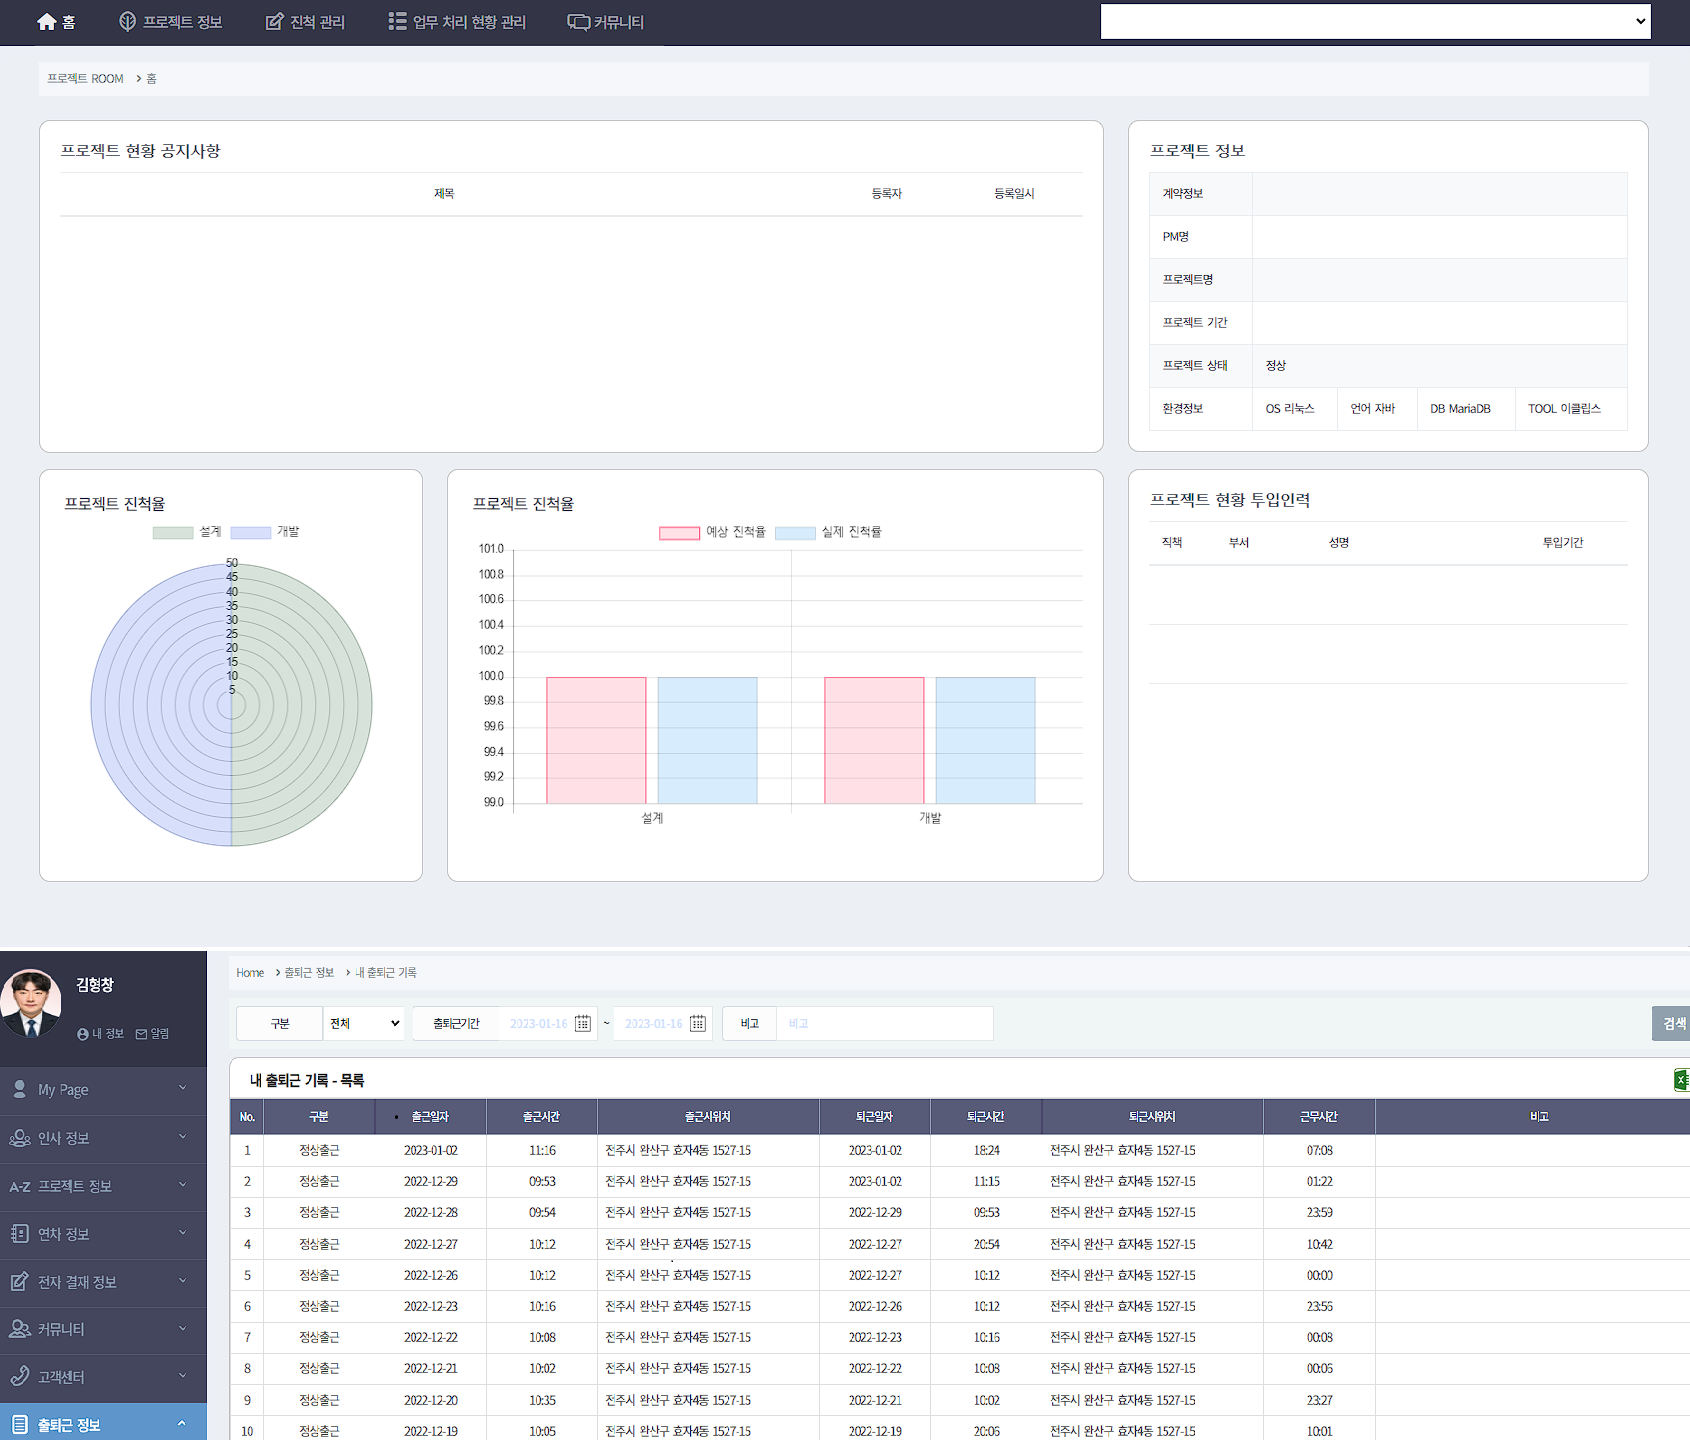 홈 프로젝트 정보 진척 관리 업무 처리 현황 관리 커뮤니티
프로젝트 ROOM > 홈
프로젝트 현황 공지사항
제목 등록자 등록일시
프로젝트 정보
계약정보
PM명
프로젝트명
프로젝트 기간
프로젝트 상태 정상
환경정보 OS 리눅스 언어 자바 DB MariaDB TOOL 이클립스
프로젝트 진척율
설계 개발
50
45
40
35
30
25
20
15
10
5
프로젝트 진척율
예상 진척율 실제 진척률
101.0
100.8
100.6
100.4
100.2
100.0
99.8
99.6
99.4
99.2
99.0
설계 개발
프로젝트 현황 투입인력
직책 부서 성명 투입기간
김형창
내 정보 알림
My Page
인사 정보
A-Z 프로젝트 정보
연차 정보
전자 결재 정보
커뮤니티
고객센터
출퇴근 정보
Home > 출퇴근 정보 > 내 출퇴근 기록
구분 전체 출퇴근기간 2023-01-16 ~ 2023-01-16 비고 비고 검색
내 출퇴근 기록 - 목록
No. 구분 출근일자 출근시간 출근시위치 퇴근일자 퇴근시간 퇴근시위치 근무시간 비고
1 정상출근 2023-01-02 11:16 전주시 완산구 효자4동 1527-15 2023-01-02 18:24 전주시 완산구 효자4동 1527-15 07:08
2 정상출근 2022-12-29 09:53 전주시 완산구 효자4동 1527-15 2023-01-02 11:15 전주시 완산구 효자4동 1527-15 01:22
3 정상출근 2022-12-28 09:54 전주시 완산구 효자4동 1527-15 2022-12-29 09:53 전주시 완산구 효자4동 1527-15 23:59
4 정상출근 2022-12-27 10:12 전주시 완산구 효자4동 1527-15 2022-12-27 20:54 전주시 완산구 효자4동 1527-15 10:42
5 정상출근 2022-12-26 10:12 전주시 완산구 효자4동 1527-15 2022-12-27 10:12 전주시 완산구 효자4동 1527-15 00:00
6 정상출근 2022-12-23 10:16 전주시 완산구 효자4동 1527-15 2022-12-26 10:12 전주시 완산구 효자4동 1527-15 23:56
7 정상출근 2022-12-22 10:08 전주시 완산구 효자4동 1527-15 2022-12-23 10:16 전주시 완산구 효자4동 1527-15 00:08
8 정상출근 2022-12-21 10:02 전주시 완산구 효자4동 1527-15 2022-12-22 10:08 전주시 완산구 효자4동 1527-15 00:06
9 정상출근 2022-12-20 10:35 전주시 완산구 효자4동 1527-15 2022-12-21 10:02 전주시 완산구 효자4동 1527-15 23:27
10 정상출근 2022-12-19 10:05 전주시 완산구 효자4동 1527-15 2022-12-19 20:06 전주시 완산구 효자4동 1527-15 10:01